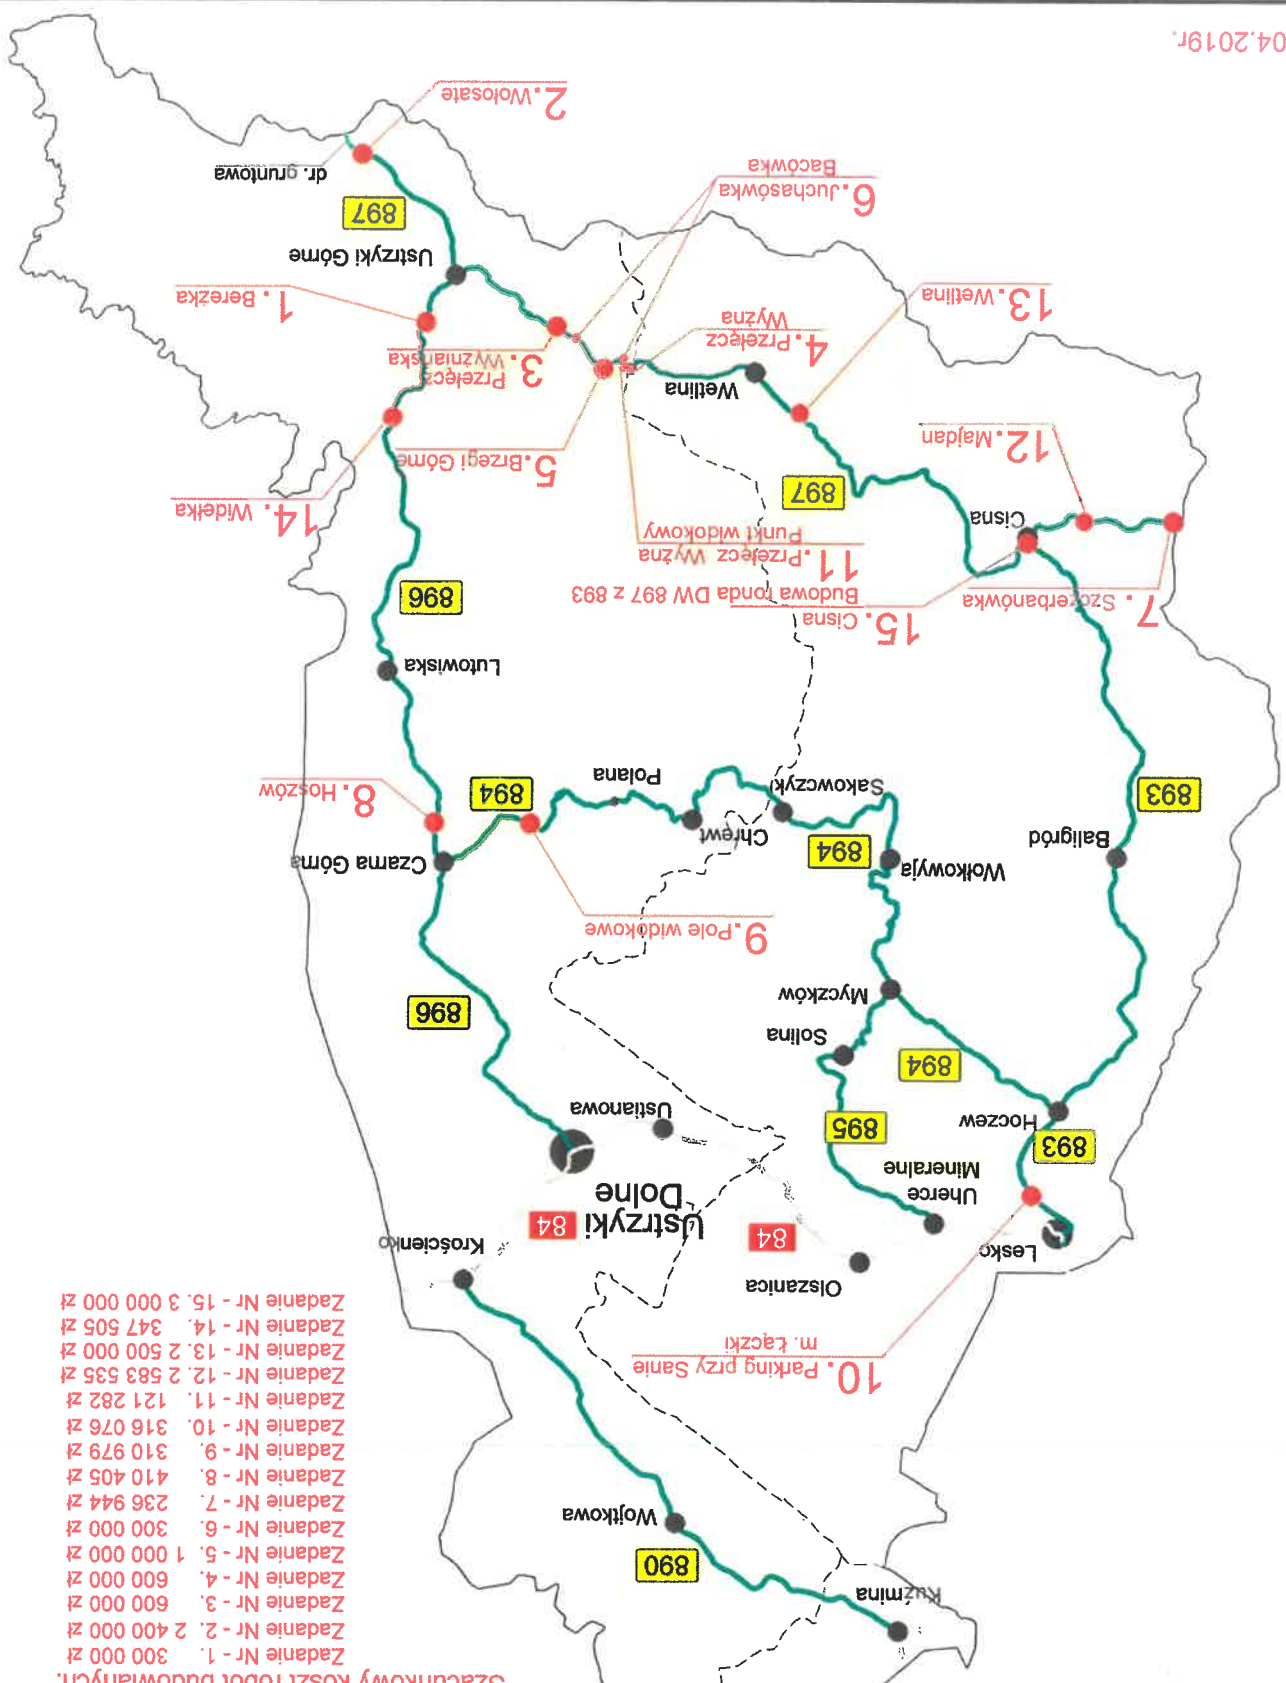 Szacunkowy koszt robót budowlanych.
Zadanie Nr - 1. 300 000 zł
Zadanie Nr - 2. 2 400 000 zł
Zadanie Nr - 3. 600 000 zł
Zadanie Nr - 4. 600 000 zł
Zadanie Nr - 5. 1 000 000 zł
Zadanie Nr - 6. 300 000 zł
Zadanie Nr - 7. 236 944 zł
Zadanie Nr - 8. 410 405 zł
Zadanie Nr - 9. 310 979 zł
Zadanie Nr - 10. 316 076 zł
Zadanie Nr - 11. 121 282 zł
Zadanie Nr - 12. 2 583 535 zł
Zadanie Nr - 13. 2 500 000 zł
Zadanie Nr - 14. 347 505 zł
Zadanie Nr - 15. 3 000 000 zł
Kuźmina
890
Wojtkowa
10. Parking przy Sanie
m. Łączki
Krościenko
Olszanica
Lesko
84
84
Ustrzyki
Dolne
Uherce
Mineralne
893
895
Hoczew
Ustianowa
894
Solina
896
Myczków
9. Pole widokowe
Wołkowyja
Baligród
894
Chrewt
Czarna Górna
893
Sakowczyk
Polana
894
8. Hoszów
Lutowiska
15. Cisna
Budowa ronda DW 897 z 893
7. Szczerbanówka
896
11. Przełęcz Wyżna
Punkt widokowy
Cisna
14. Widełka
897
5. Brzegi Górne
12. Majdan
Wetlina
3. Przełęcz
Wyżniańska
4. Przełęcz
Wyżna
13. Wetlina
1. Bereżka
Ustrzyki Górne
897
6. Juchasówka
Bacówka
dr. gruntowa
2. Wołosate
04.2019r.